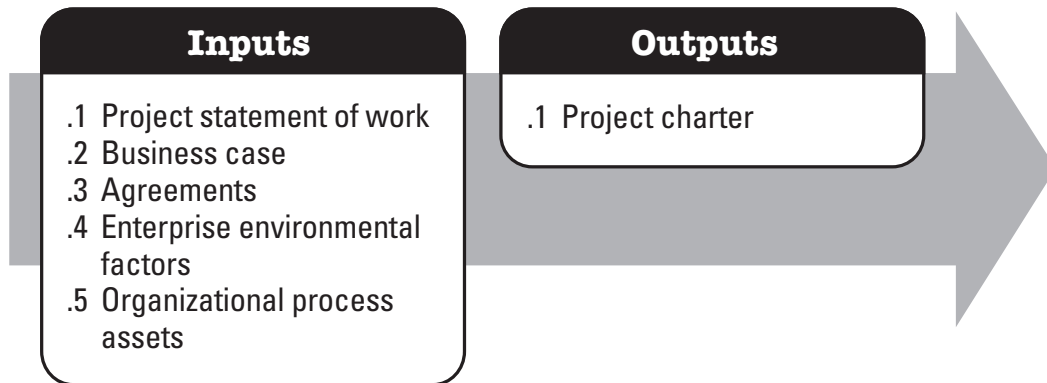 Inputs
.1 Project statement of work
.2 Business case
.3 Agreements
.4 Enterprise environmental
factors
.5 Organizational process
assets
Outputs
.1 Project charter